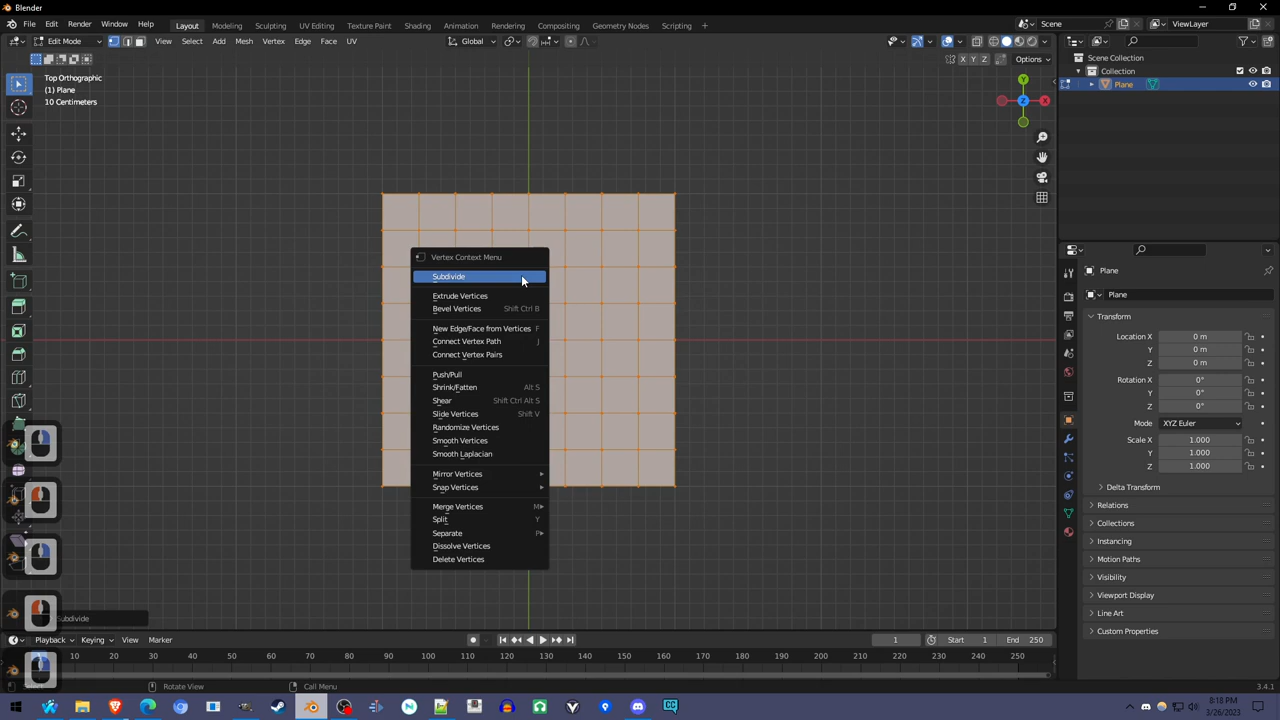 Blender
File Edit Render Window Help Layout Modeling Sculpting UV Editing Texture Paint Shading Animation Rendering Compositing Geometry Nodes Scripting + Scene ViewLayer
Edit Mode View Select Add Mesh Vertex Edge Face UV Global
X Y Z Options
Top Orthographic
(1) Plane
10 Centimeters
Y
Z X
Scene Collection
Collection
Plane
Vertex Context Menu
Subdivide
Extrude Vertices
Bevel Vertices Shift Ctrl B
New Edge/Face from Vertices F
Connect Vertex Path J
Connect Vertex Pairs
Push/Pull
Shrink/Fatten Alt S
Shear Shift Ctrl Alt S
Slide Vertices Shift V
Randomize Vertices
Smooth Vertices
Smooth Laplacian
Mirror Vertices
Snap Vertices
Merge Vertices M
Split Y
Separate P
Dissolve Vertices
Delete Vertices
Plane
Plane
Transform
Location X 0 m
Y 0 m
Z 0 m
Rotation X 0°
Y 0°
Z 0°
Mode XYZ Euler
Scale X 1.000
Y 1.000
Z 1.000
Delta Transform
Relations
Collections
Instancing
Motion Paths
Visibility
Viewport Display
Line Art
Custom Properties
Subdivide
Playback Keying View Marker 1 Start 1 End 250
10 20 30 40 50 60 70 80 90 100 110 120 130 140 150 160 170 180 190 200 210 220 230 240 250
Rotate View Call Menu 3.4.1
8:18 PM
3/26/2023